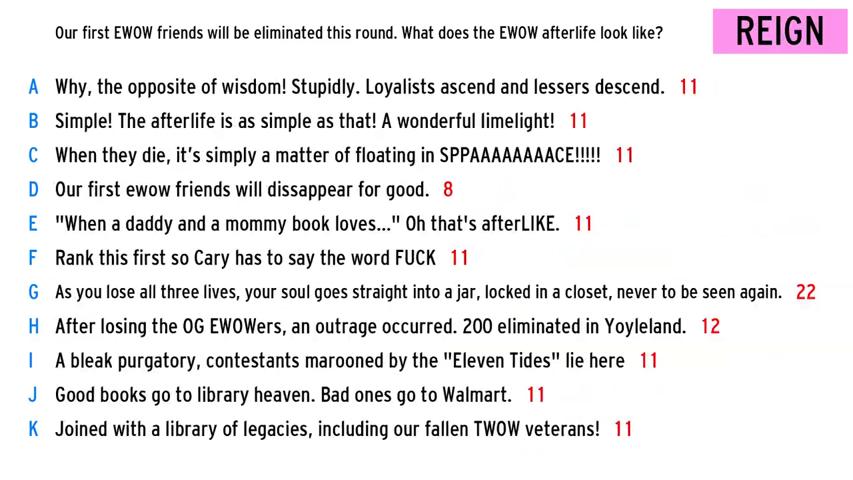 Our first EWOW friends will be eliminated this round. What does the EWOW afterlife look like?
REIGN
A Why, the opposite of wisdom! Stupidly. Loyalists ascend and lessers descend. 11
B Simple! The afterlife is as simple as that! A wonderful limelight! 11
C When they die, it's simply a matter of floating in SPPAAAAAAAACE!!!!! 11
D Our first ewow friends will dissappear for good. 8
E "When a daddy and a mommy book loves..." Oh that's afterLIKE. 11
F Rank this first so Cary has to say the word FUCK 11
G As you lose all three lives, your soul goes straight into a jar, locked in a closet, never to be seen again. 22
H After losing the OG EWOWers, an outrage occurred. 200 eliminated in Yoyleland. 12
I A bleak purgatory, contestants marooned by the "Eleven Tides" lie here 11
J Good books go to library heaven. Bad ones go to Walmart. 11
K Joined with a library of legacies, including our fallen TWOW veterans! 11